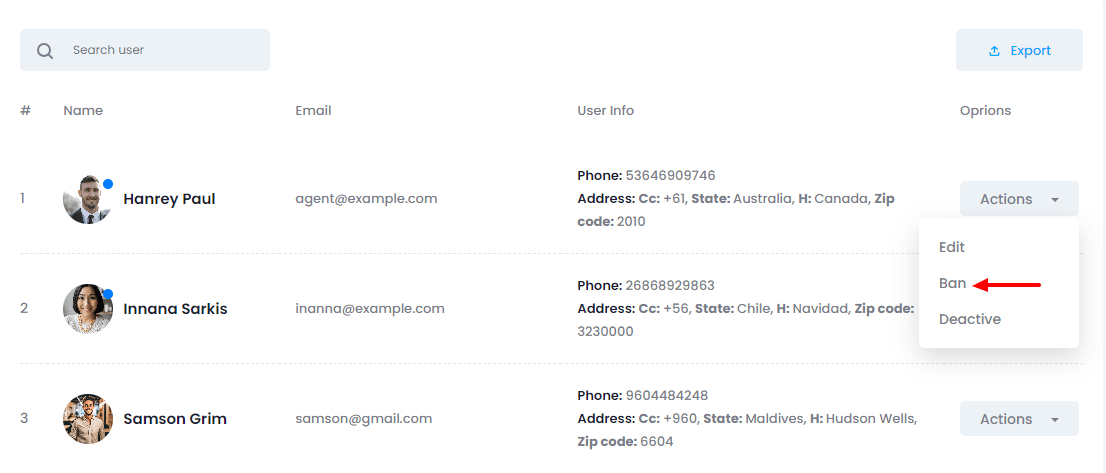 Search user
Export
# Name Email User Info Oprions
1 Hanrey Paul agent@example.com
Phone: 53646909746
Address: Cc: +61, State: Australia, H: Canada, Zip
code: 2010
Actions
Edit
Ban
Deactive
2 Innana Sarkis inanna@example.com
Phone: 26868929863
Address: Cc: +56, State: Chile, H: Navidad, Zip code:
3230000
3 Samson Grim samson@gmail.com
Phone: 9604484248
Address: Cc: +960, State: Maldives, H: Hudson Wells,
Zip code: 6604
Actions